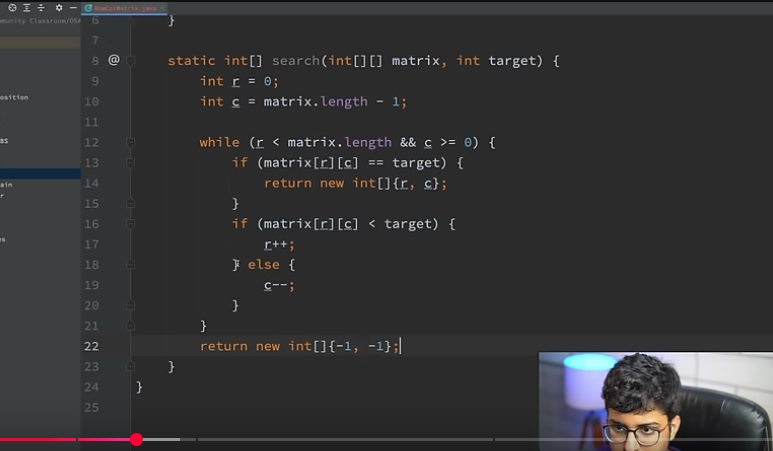 RowColMatrix.java
mmunity Classroom/DSA
6 }
7
8 @ static int[] search(int[][] matrix, int target) {
9 int r = 0;
10 int c = matrix.length - 1;
11
12 while (r < matrix.length && c >= 0) {
13 if (matrix[r][c] == target) {
14 return new int[]{r, c};
15 }
16 if (matrix[r][c] < target) {
17 r++;
18 } else {
19 c--;
20 }
21 }
22 return new int[]{-1, -1};
23 }
24 }
25
osition
BS
ain
r
es